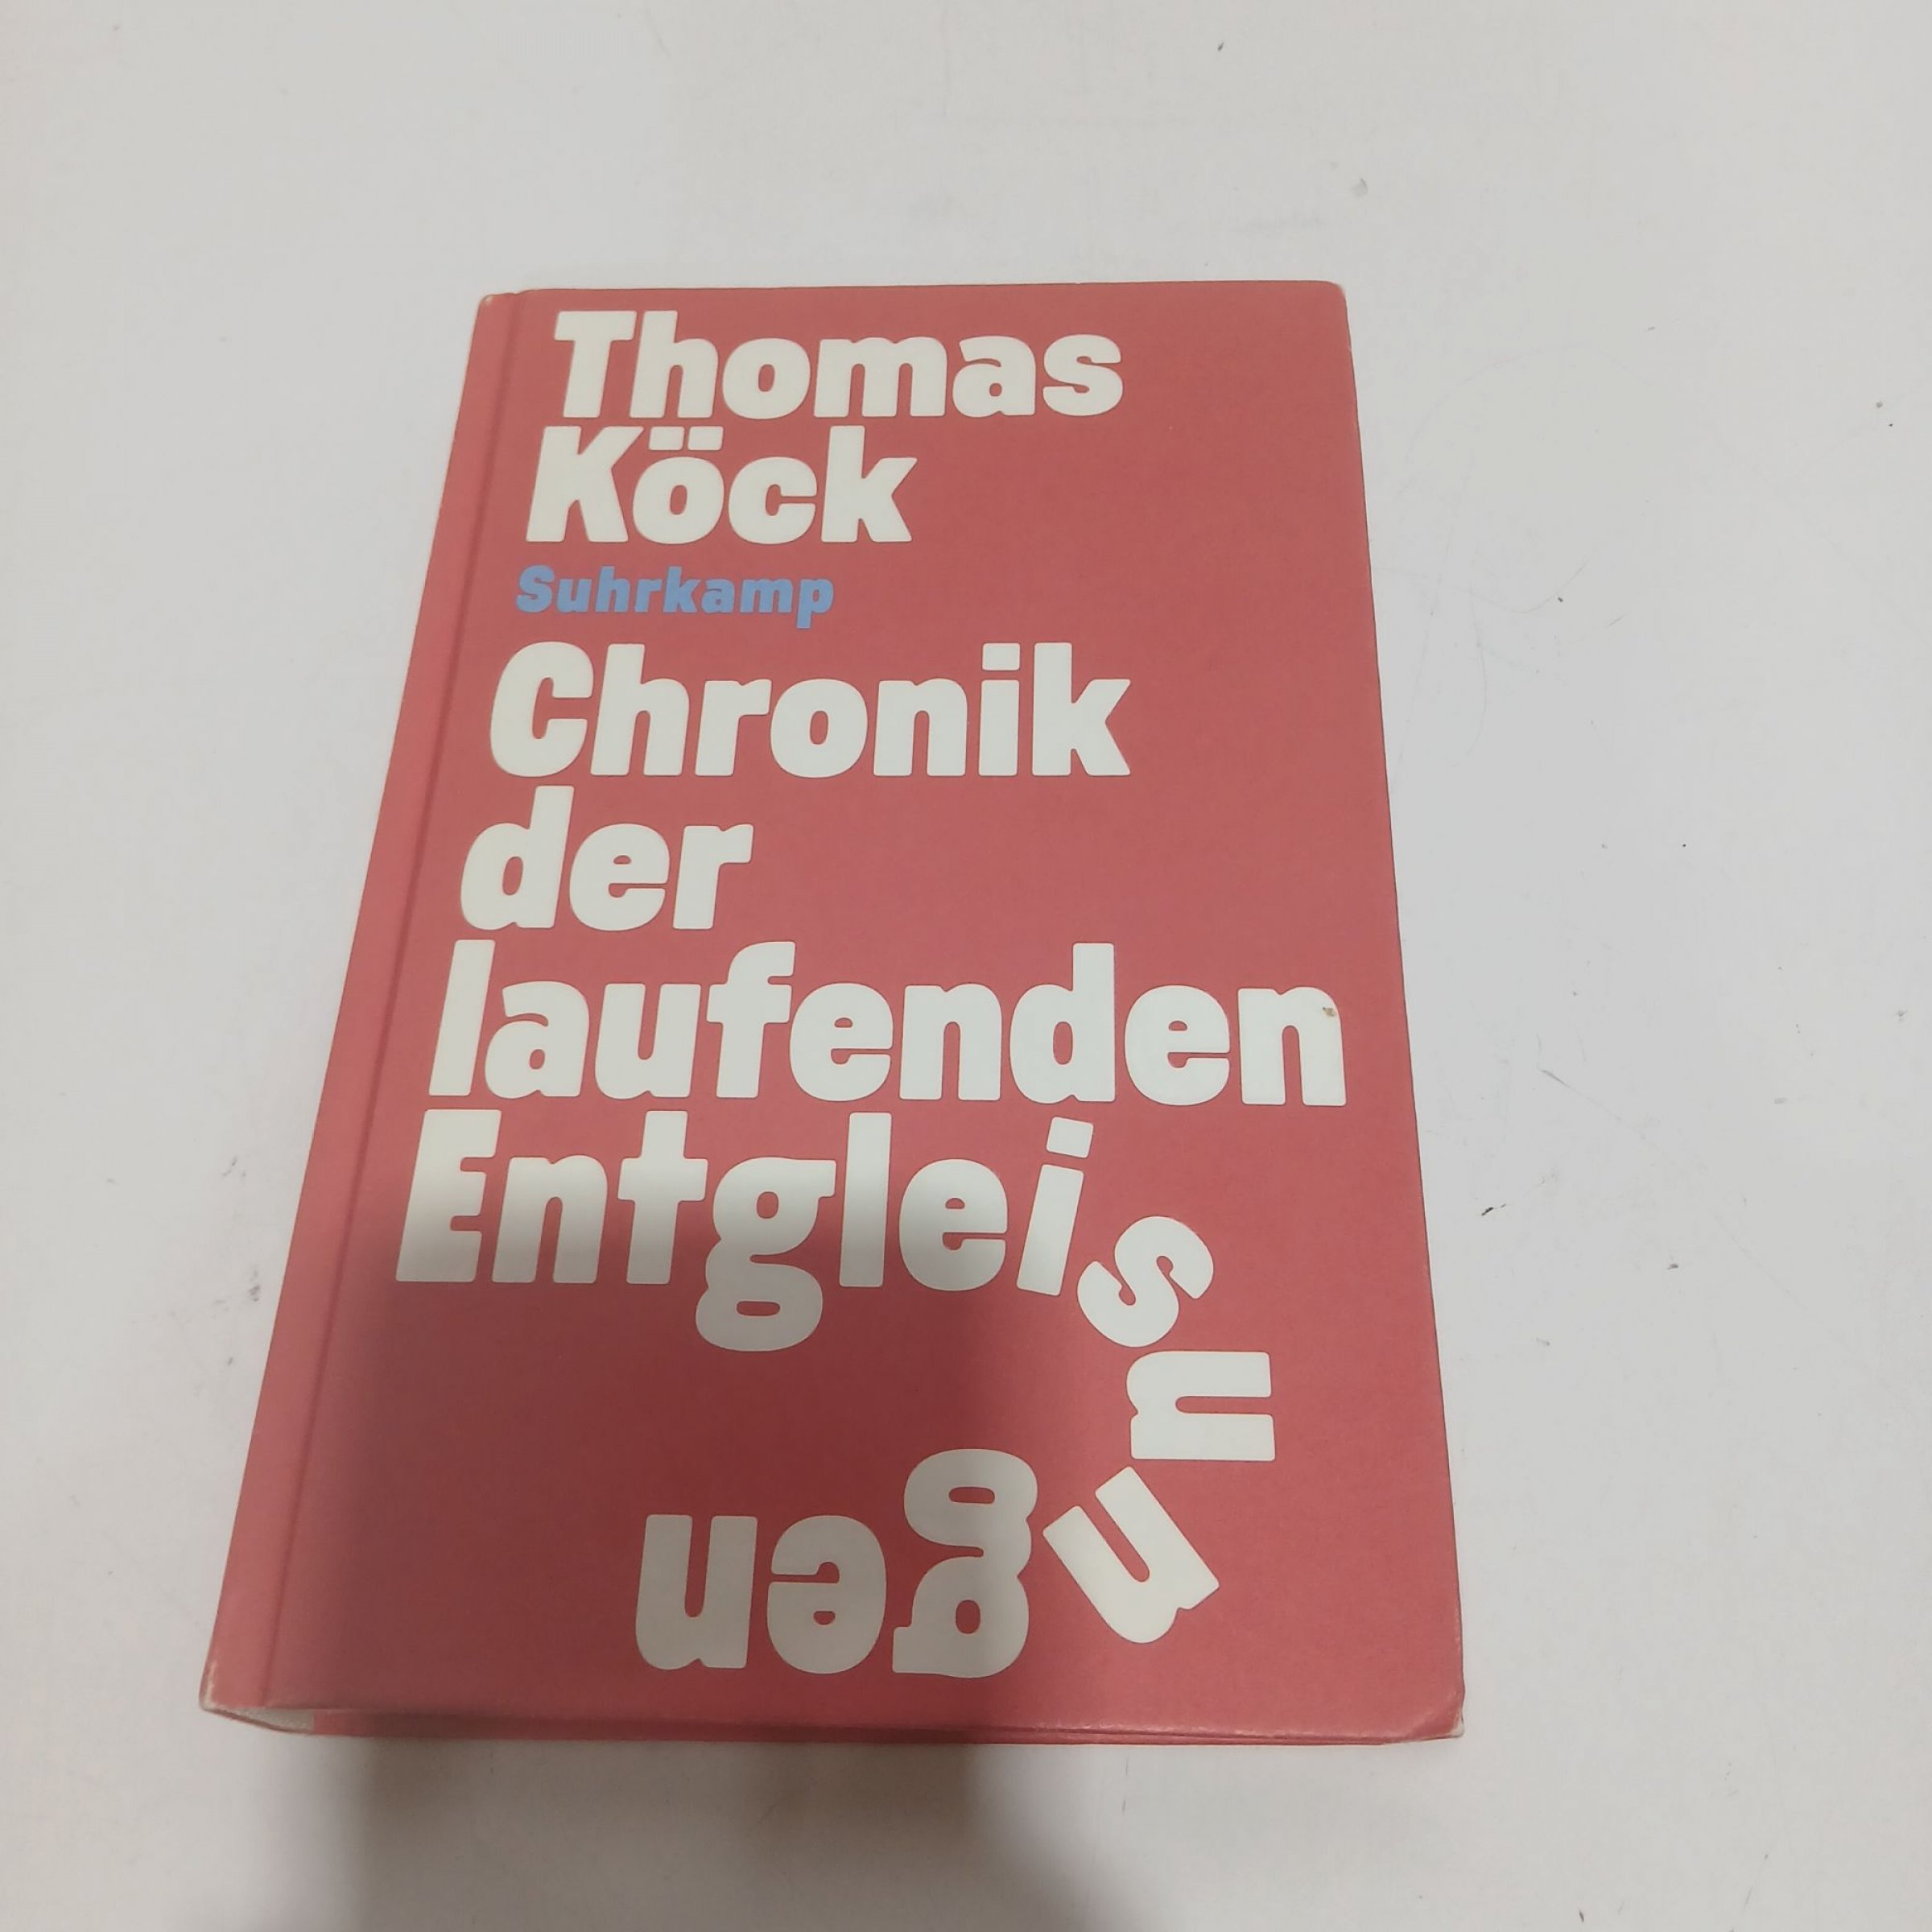 Thomas
Köck
Suhrkamp
Chronik
der
laufenden
Entgleisungen